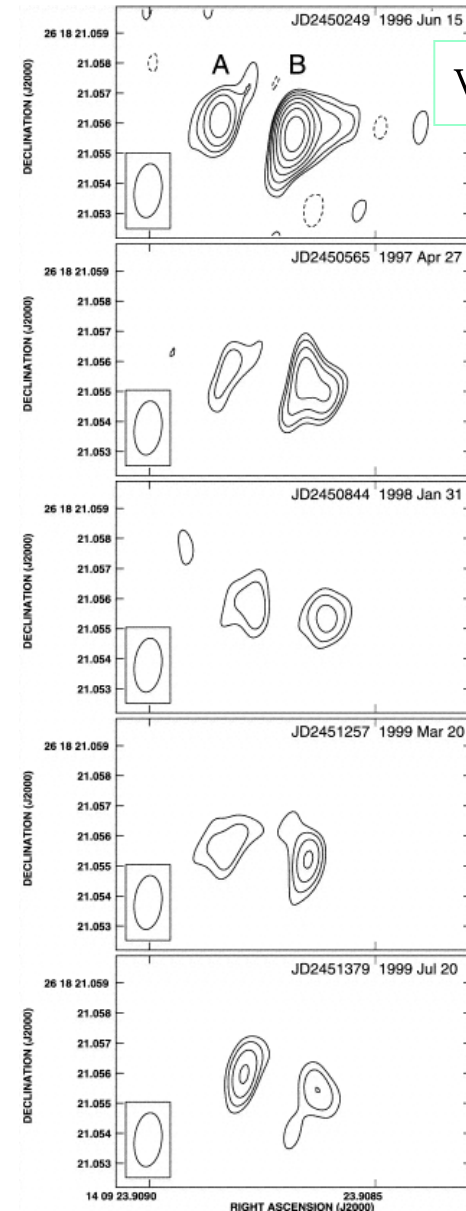 JD2450249 1996 Jun 15
26 18 21.059
21.058
21.057
21.056
21.055
21.054
21.053
DECLINATION (J2000)
A B
V
JD2450565 1997 Apr 27
26 18 21.059
21.058
21.057
21.056
21.055
21.054
21.053
DECLINATION (J2000)
JD2450844 1998 Jan 31
26 18 21.059
21.058
21.057
21.056
21.055
21.054
21.053
DECLINATION (J2000)
JD2451257 1999 Mar 20
26 18 21.059
21.058
21.057
21.056
21.055
21.054
21.053
DECLINATION (J2000)
JD2451379 1999 Jul 20
26 18 21.059
21.058
21.057
21.056
21.055
21.054
21.053
DECLINATION (J2000)
14 09 23.9090 23.9085
RIGHT ASCENSION (J2000)